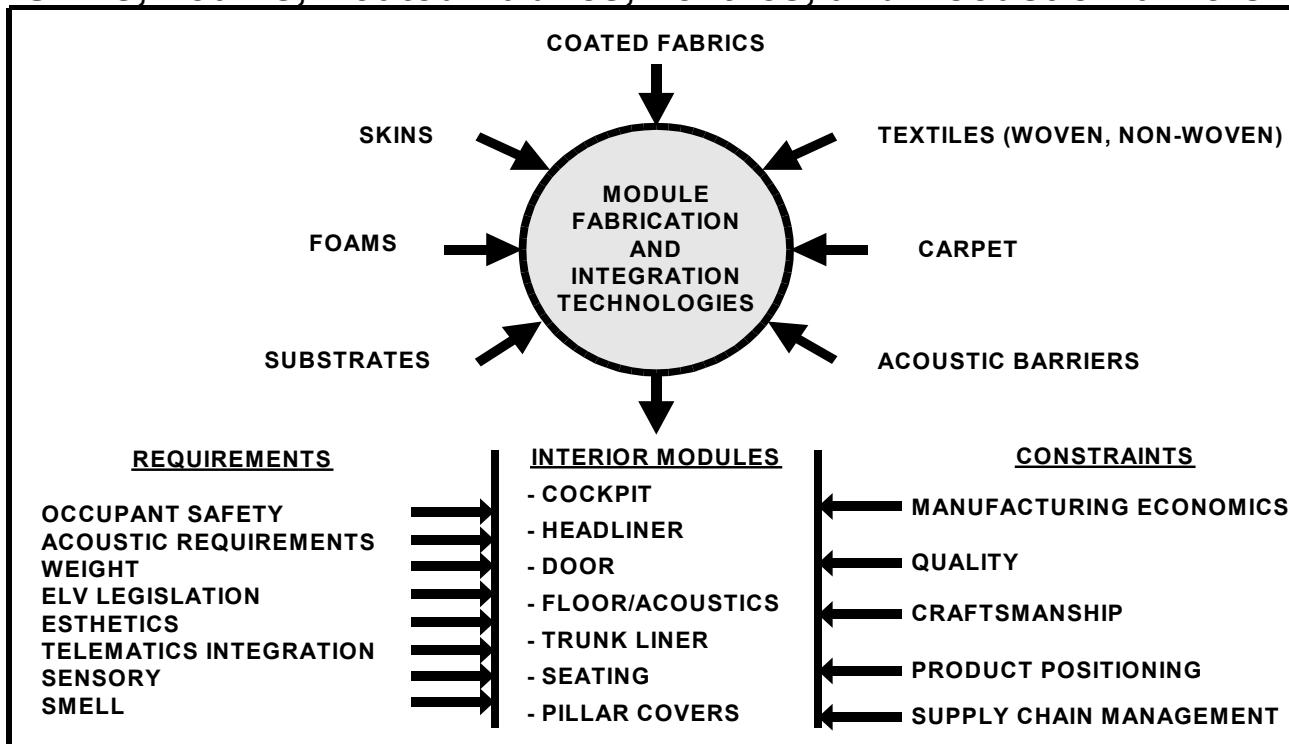 COATED FABRICS
SKINS
TEXTILES (WOVEN, NON-WOVEN)
MODULE
FABRICATION
AND
INTEGRATION
TECHNOLOGIES
FOAMS
CARPET
SUBSTRATES
ACOUSTIC BARRIERS
REQUIREMENTS
OCCUPANT SAFETY
ACOUSTIC REQUIREMENTS
WEIGHT
ELV LEGISLATION
ESTHETICS
TELEMATICS INTEGRATION
SENSORY
SMELL
INTERIOR MODULES
- COCKPIT
- HEADLINER
- DOOR
- FLOOR/ACOUSTICS
- TRUNK LINER
- SEATING
- PILLAR COVERS
CONSTRAINTS
MANUFACTURING ECONOMICS
QUALITY
CRAFTSMANSHIP
PRODUCT POSITIONING
SUPPLY CHAIN MANAGEMENT